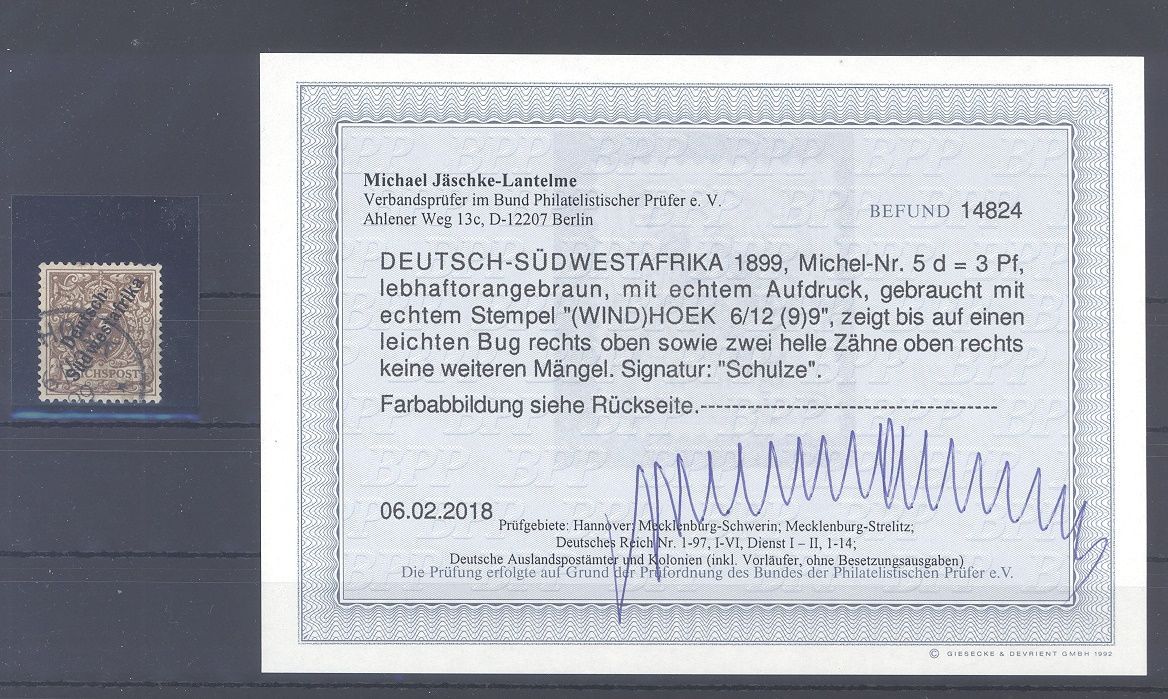 Deutsch-
Südwestafrika
REICHSPOST
Michael Jäschke-Lantelme
Verbandsprüfer im Bund Philatelistischer Prüfer e. V.
Ahlener Weg 13c, D-12207 Berlin
BEFUND 14824
DEUTSCH-SÜDWESTAFRIKA 1899, Michel-Nr. 5 d = 3 Pf,
lebhaftorangebraun, mit echtem Aufdruck, gebraucht mit
echtem Stempel "(WIND)HOEK 6/12 (9)9", zeigt bis auf einen
leichten Bug rechts oben sowie zwei helle Zähne oben rechts
keine weiteren Mängel. Signatur: "Schulze".
Farbabbildung siehe Rückseite.-------------------------------------
06.02.2018
Prüfgebiete: Hannover; Mecklenburg-Schwerin; Mecklenburg-Strelitz;
Deutsches Reich Nr. 1-97, I-VI, Dienst I – II, 1-14;
Deutsche Auslandspostämter und Kolonien (inkl. Vorläufer, ohne Besetzungsausgaben)
Die Prüfung erfolgte auf Grund der Prüfordnung des Bundes der Philatelistischen Prüfer e.V.
© GIESECKE & DEVRIENT GMBH 1992